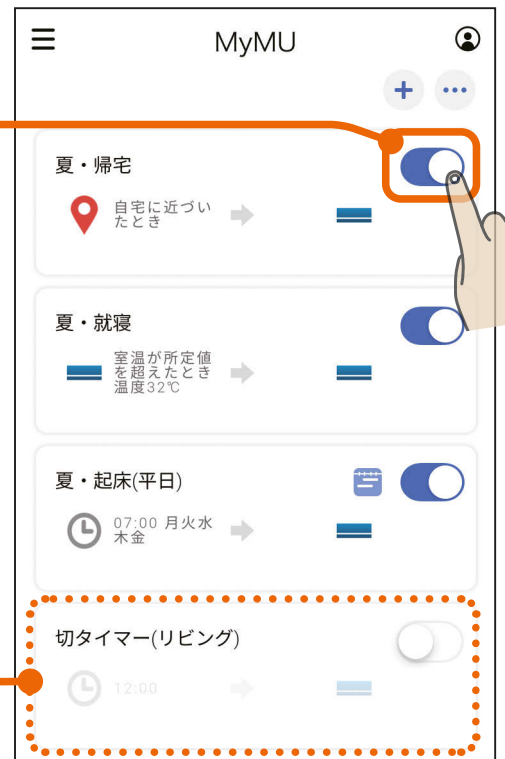 MyMU
夏・帰宅
自宅に近づい
たとき
夏・就寝
室温が所定値
を超えたとき
温度32℃
夏・起床(平日)
07:00 月火水
木金
切タイマー(リビング)
12:00